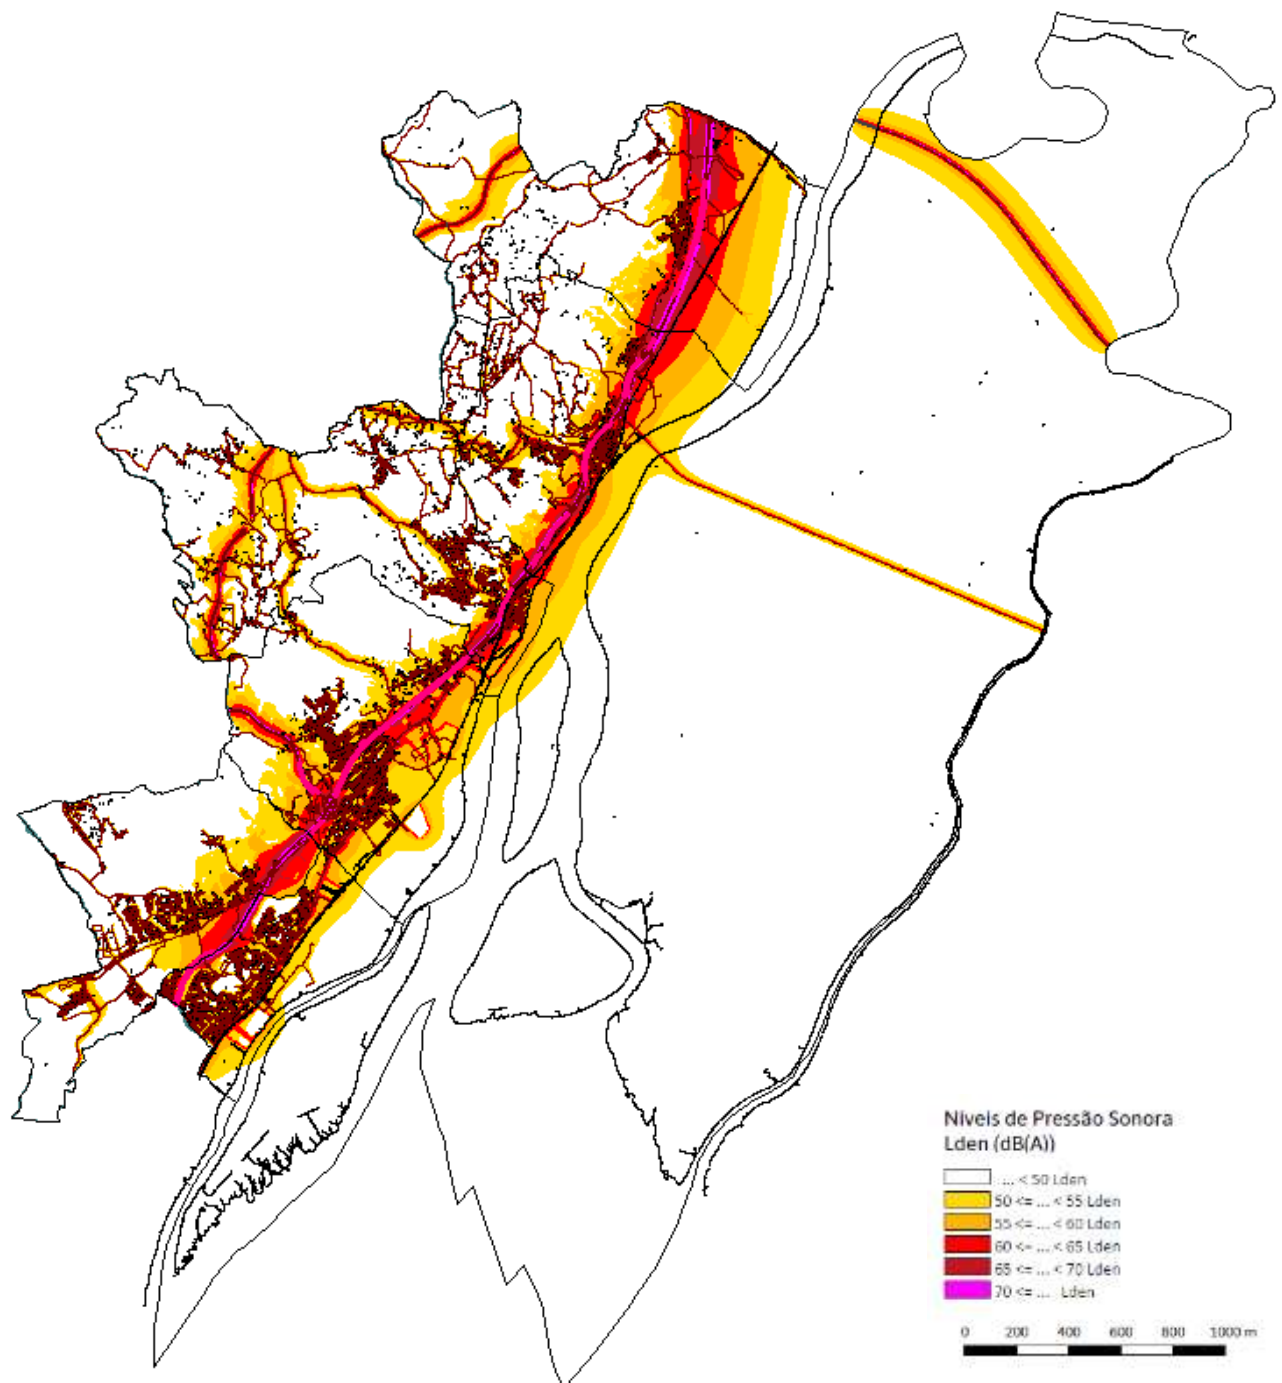 Níveis de Pressão Sonora
Lden (dB(A))
... < 50 Lden
50 <= ... < 55 Lden
55 <= ... < 60 Lden
60 <= ... < 65 Lden
65 <= ... < 70 Lden
70 <= ... Lden
0 200 400 600 800 1000 m